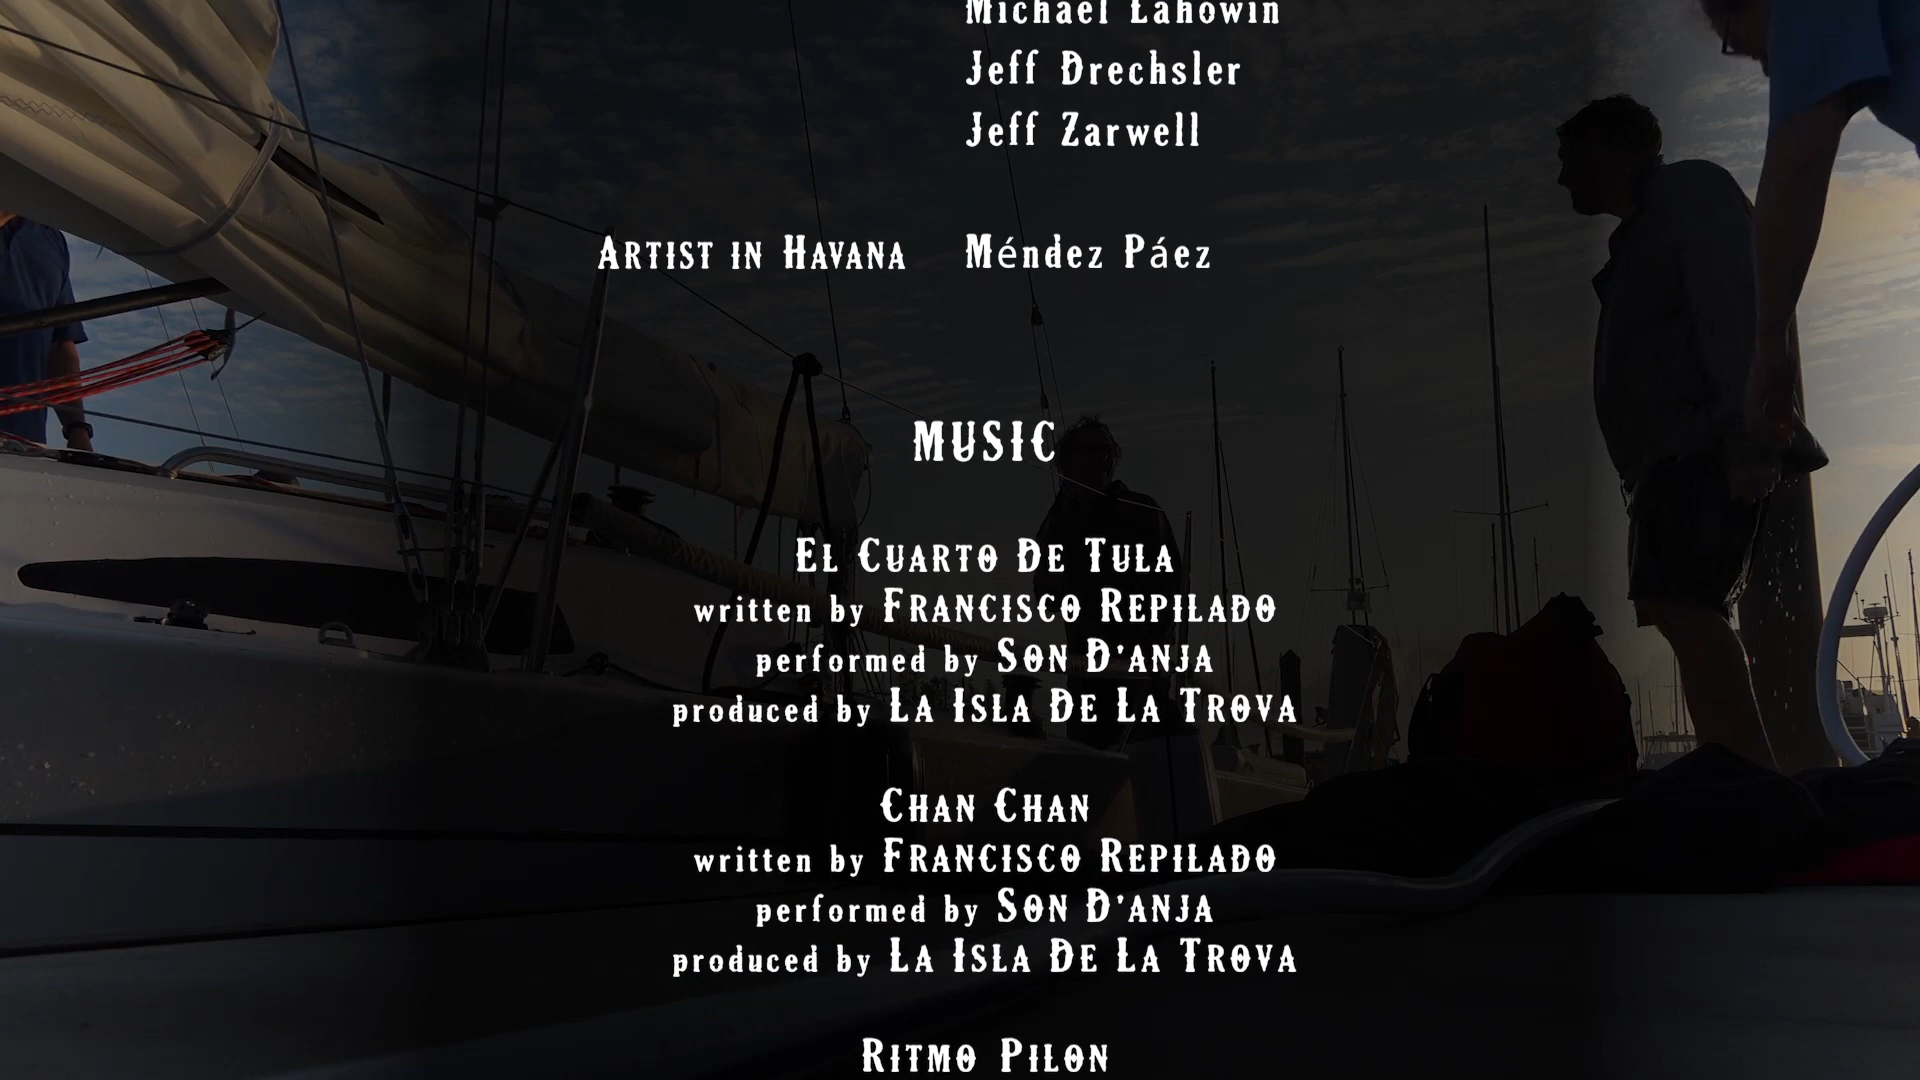 Michael Lahowin
Jeff Drechsler
Jeff Zarwell
Artist in Havana Méndez Páez
MUSIC
El Cuarto De Tula
written by Francisco Repilado
performed by Son D'anja
produced by La Isla De La Trova
Chan Chan
written by Francisco Repilado
performed by Son D'anja
produced by La Isla De La Trova
Ritmo Pilon